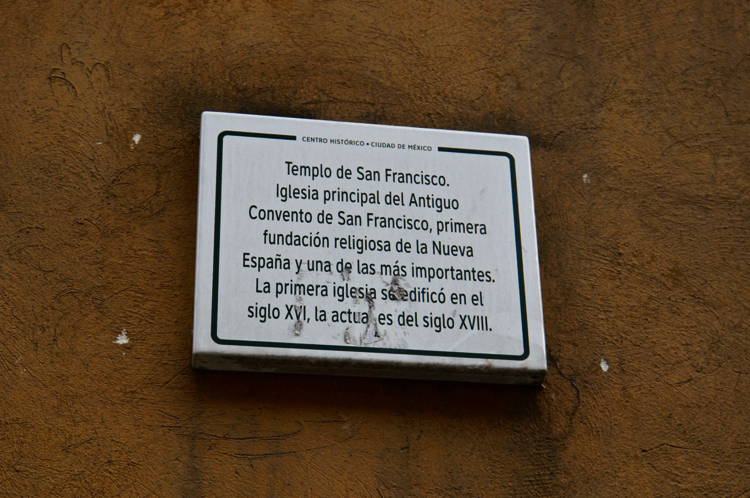 CENTRO HISTÓRICO • CIUDAD DE MÉXICO
Templo de San Francisco.
Iglesia principal del Antiguo
Convento de San Francisco, primera
fundación religiosa de la Nueva
España y una de las más importantes.
La primera iglesia se edificó en el
siglo XVI, la actual es del siglo XVIII.